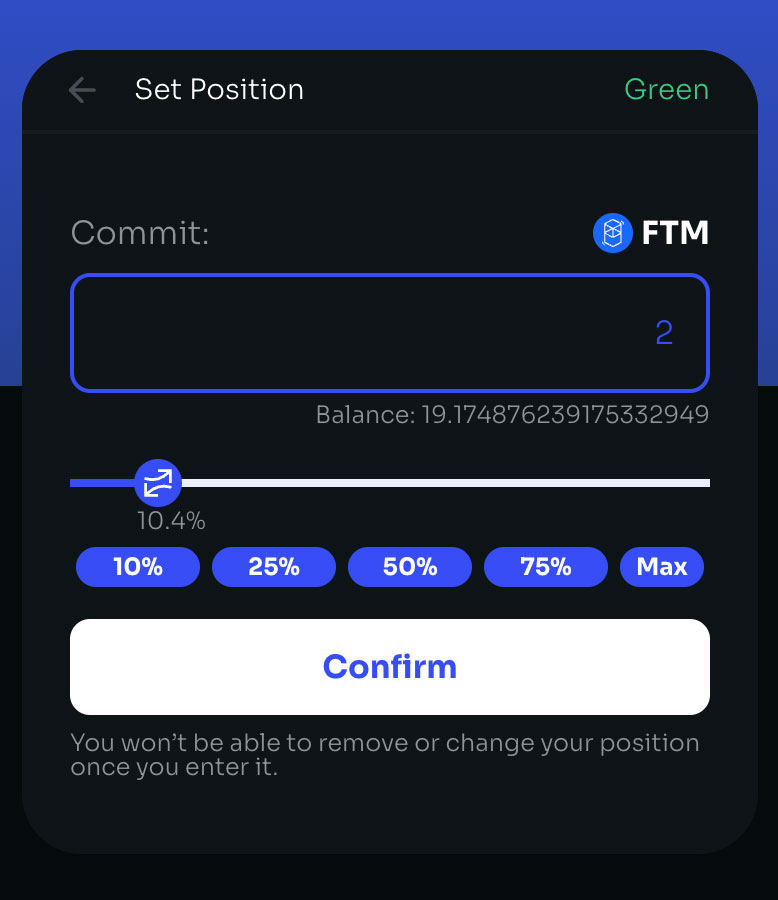 Set Position
Green
Commit:
FTM
2
Balance: 19.174876239175332949
10.4%
10% 25% 50% 75% Max
Confirm
You won’t be able to remove or change your position
once you enter it.